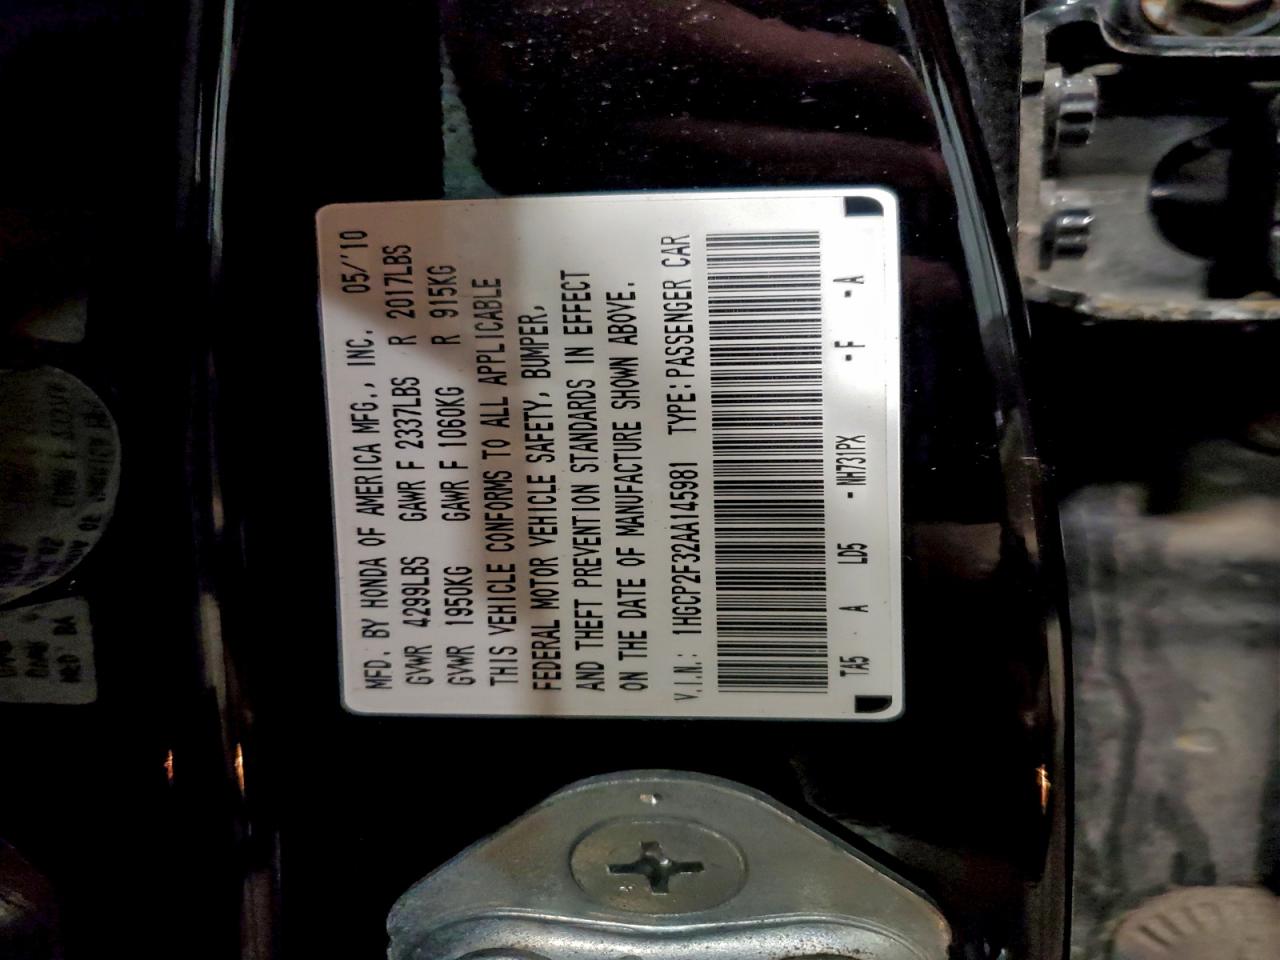 MFD. BY HONDA OF AMERICA MFG., INC. 05/'10
GVWR 4299LBS GAWR F 2337LBS R 2017LBS
GVWR 1950KG GAWR F 1060KG R 915KG
THIS VEHICLE CONFORMS TO ALL APPLICABLE
FEDERAL MOTOR VEHICLE SAFETY, BUMPER,
AND THEFT PREVENTION STANDARDS IN EFFECT
ON THE DATE OF MANUFACTURE SHOWN ABOVE.
V.I.N.: 1HGCP2F32AA145981 TYPE: PASSENGER CAR
TA5 A LD5 -NH731PX -F -A